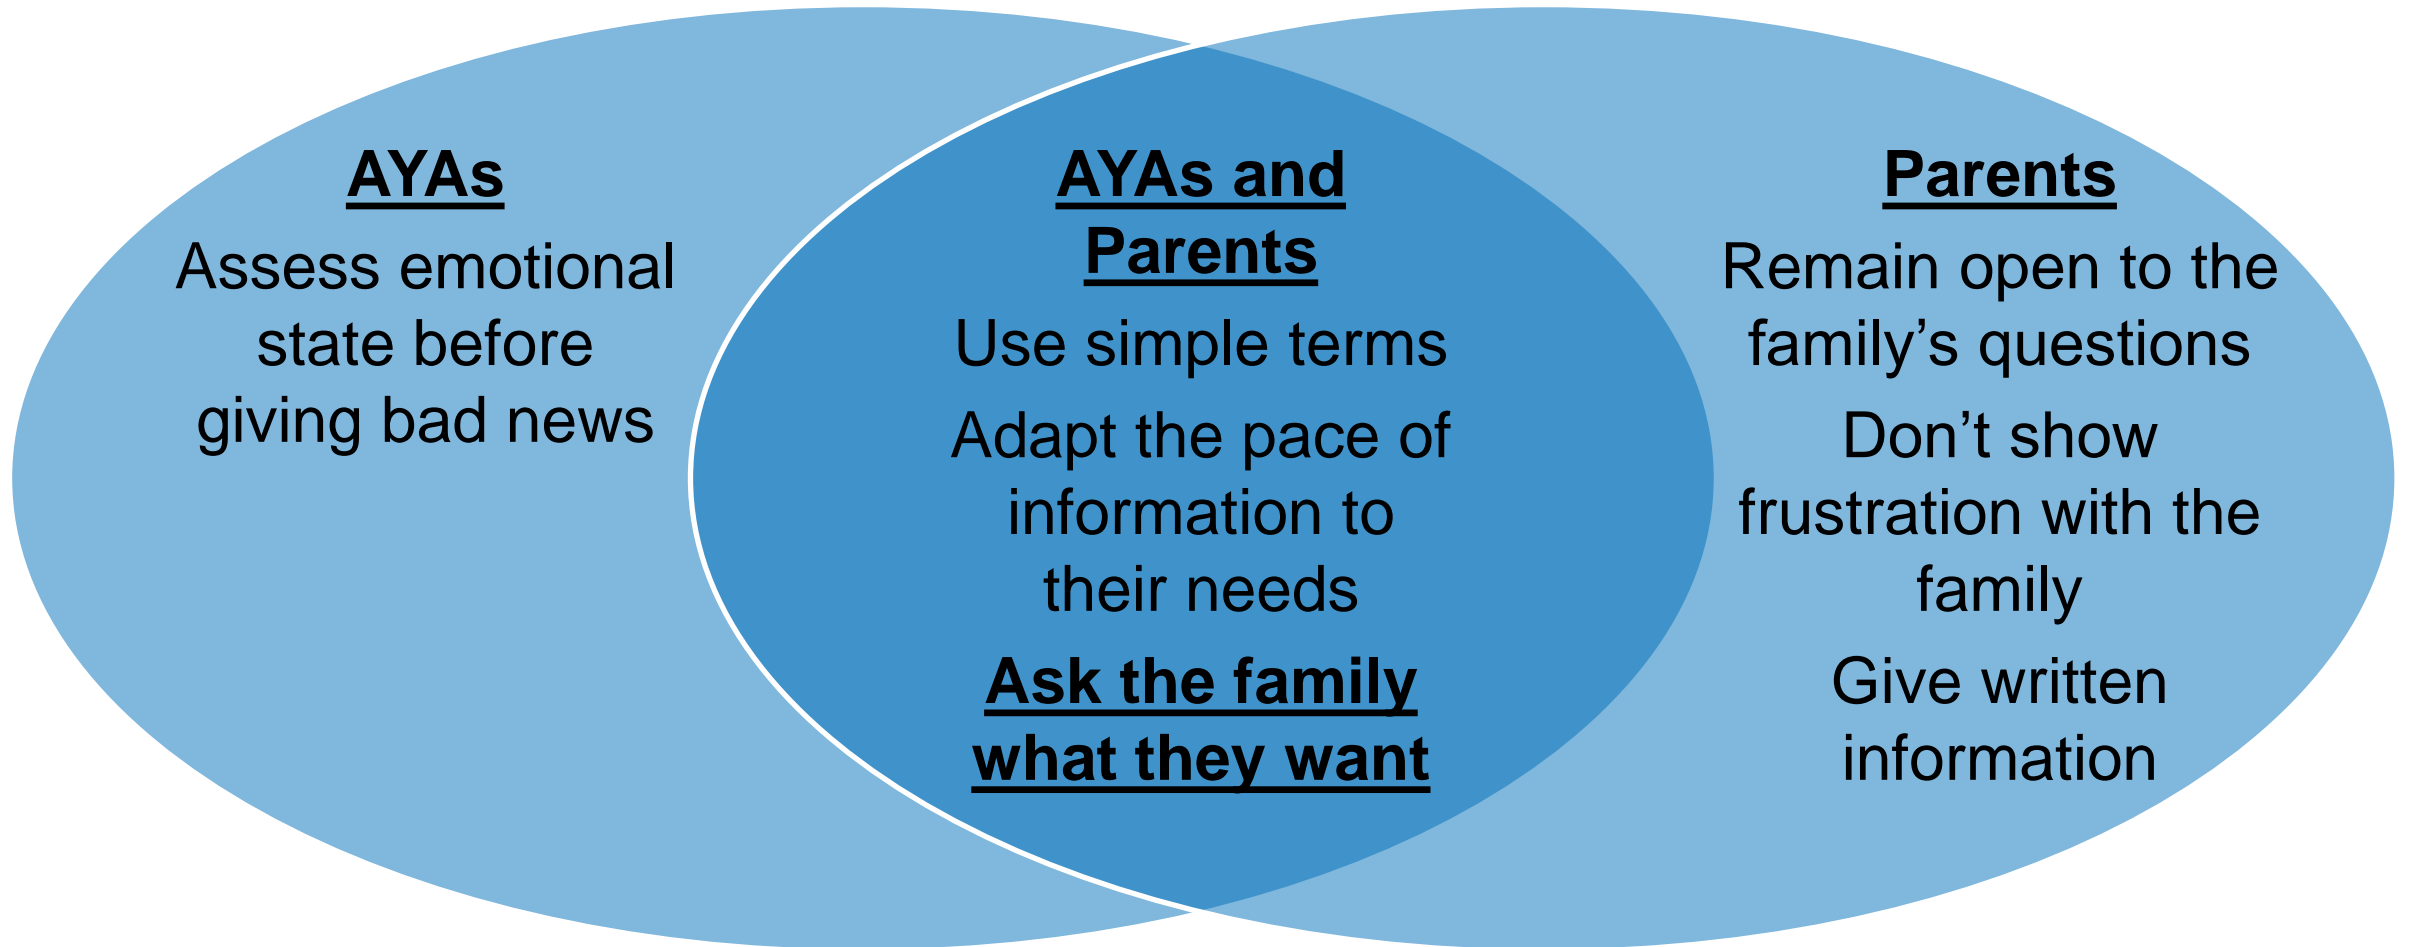 AYAs
Assess emotional
state before
giving bad news
AYAs and
Parents
Use simple terms
Adapt the pace of
information to
their needs
Ask the family
what they want
Parents
Remain open to the
family’s questions
Don’t show
frustration with the
family
Give written
information